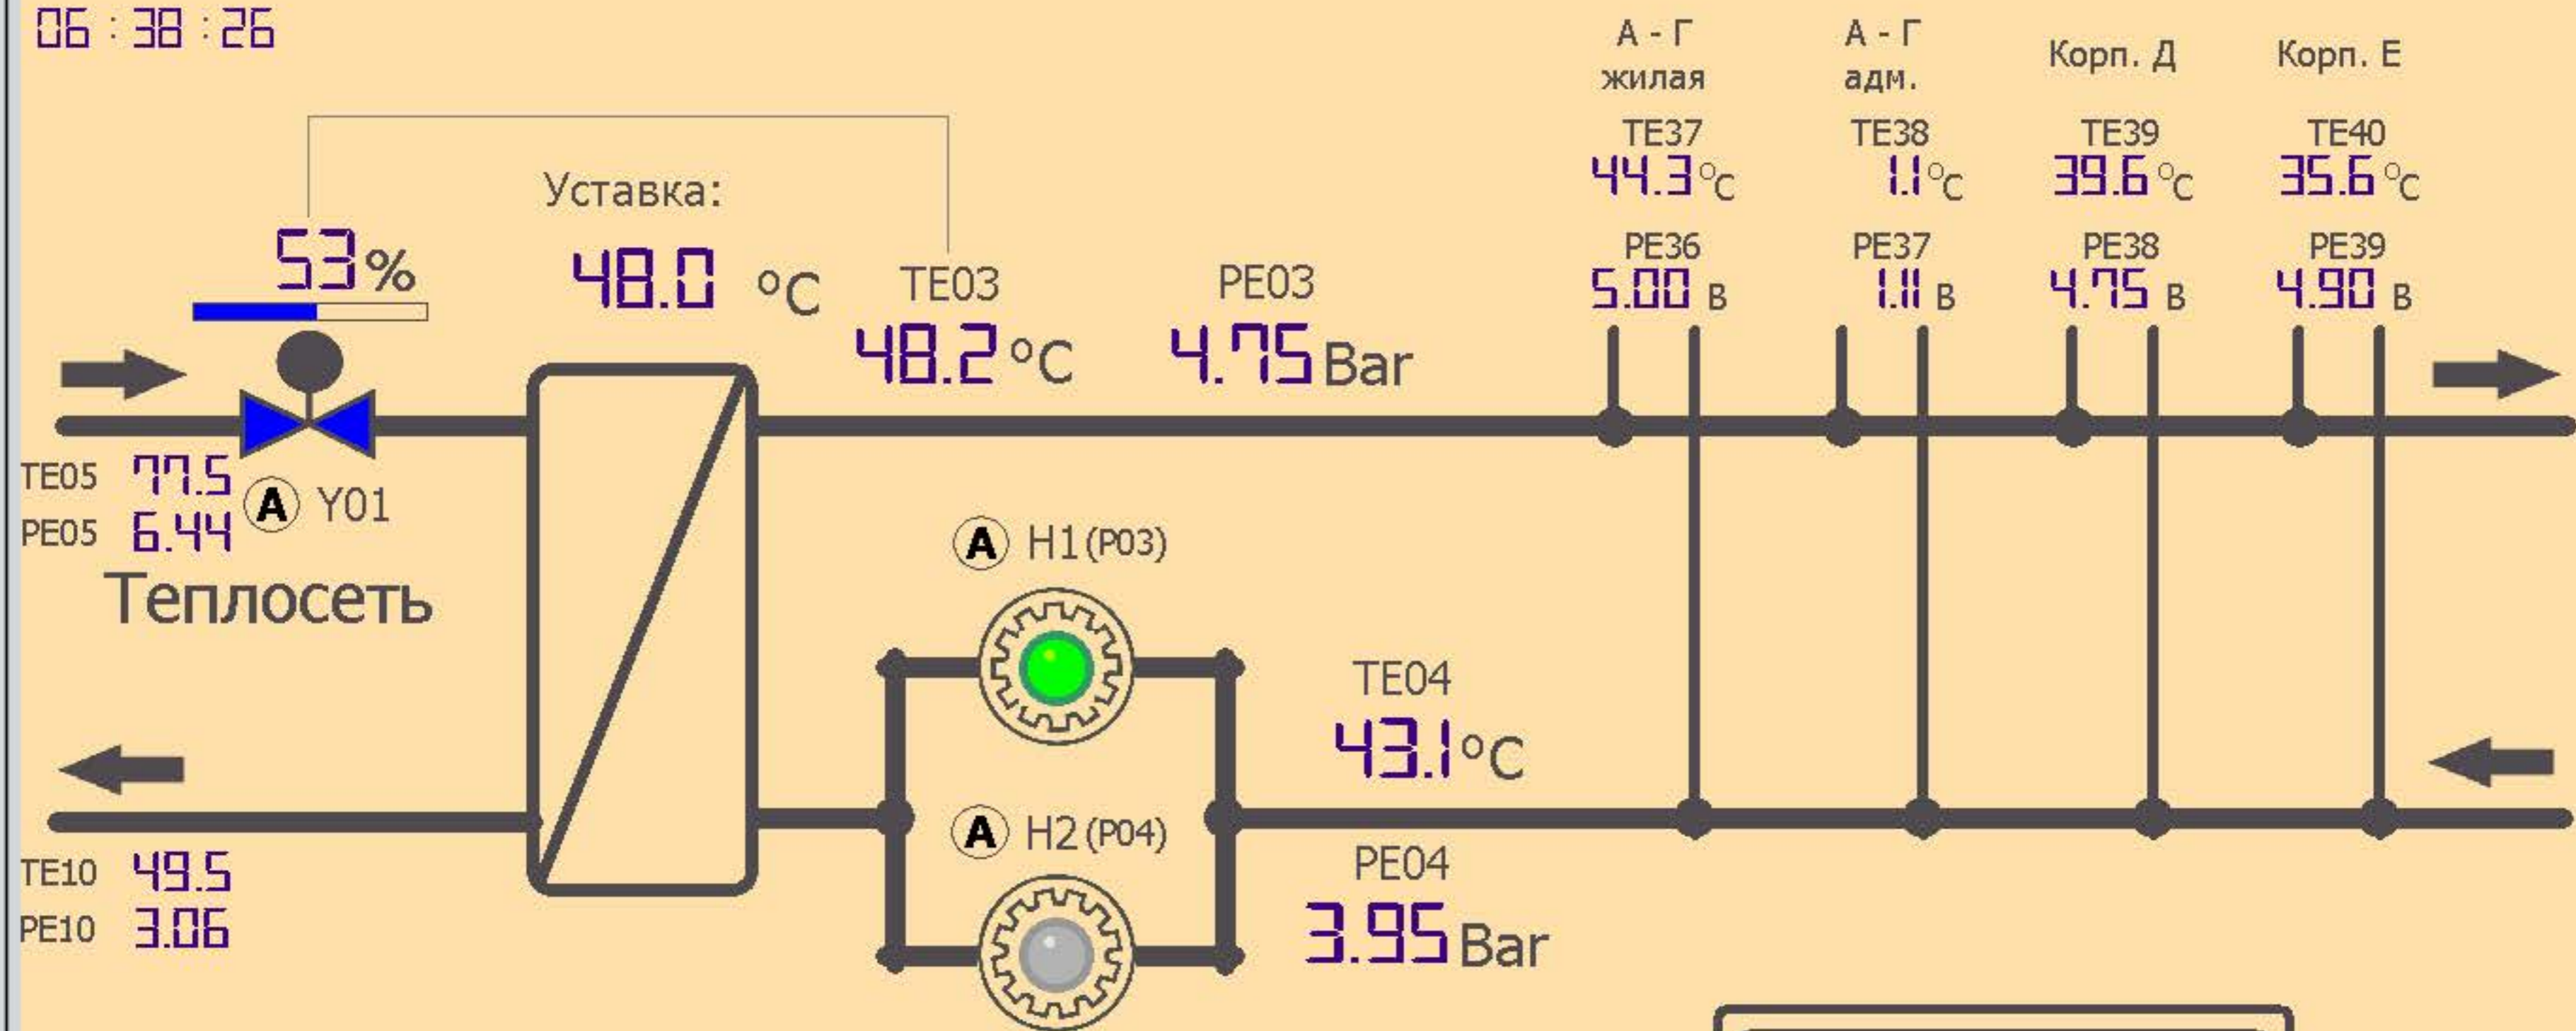 06 : 38 : 26
А - Г
жилая
А - Г
адм.
Корп. Д
Корп. Е
TE37
44.3 °C
TE38
1.1 °C
TE39
39.6 °C
TE40
35.6 °C
PE36
5.00 В
PE37
1.11 В
PE38
4.75 В
PE39
4.90 В
Уставка:
53 %
48.0 °C
TE03
48.2 °C
PE03
4.75 Bar
TE05 77.5
PE05 6.44
A Y01
Теплосеть
A H1 (P03)
TE04
43.1 °C
A H2 (P04)
PE04
3.95 Bar
TE10 49.5
PE10 3.06